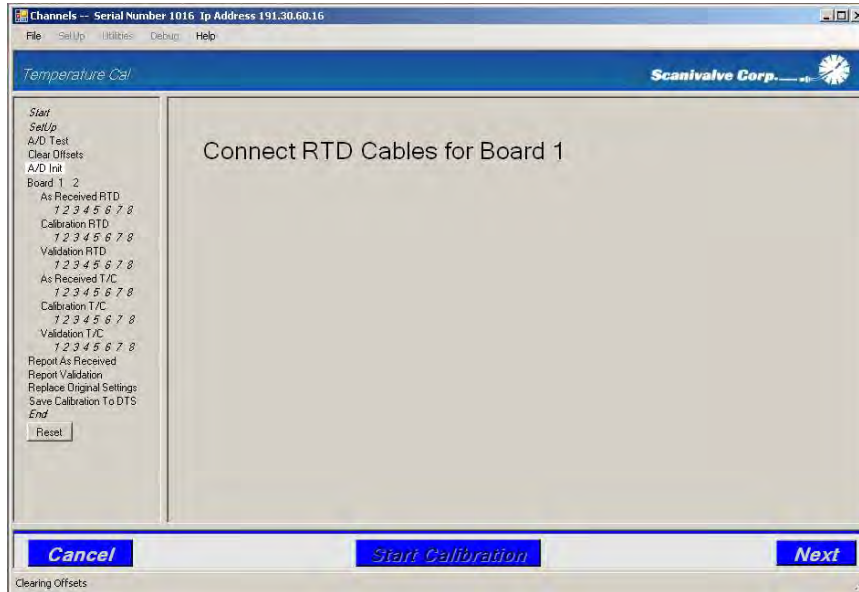 Channels -- Serial Number 1016 Ip Address 191.30.60.16
File SetUp Utilities Debug Help
Temperature Cal
Scanivalve Corp.
Start
SetUp
A/D Test
Clear Offsets
A/D Init
Board 1 2
As Received RTD
1 2 3 4 5 6 7 8
Calibration RTD
1 2 3 4 5 6 7 8
Validation RTD
1 2 3 4 5 6 7 8
As Received T/C
1 2 3 4 5 6 7 8
Calibration T/C
1 2 3 4 5 6 7 8
Validation T/C
1 2 3 4 5 6 7 8
Report As Received
Report Validation
Replace Original Settings
Save Calibration To DTS
End
Reset
Connect RTD Cables for Board 1
Cancel
Start Calibration
Next
Clearing Offsets